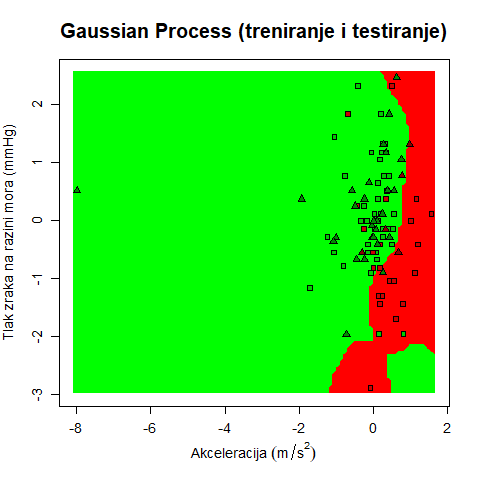 Gaussian Process (treniranje i testiranje)
Tlak zraka na razini mora (mmHg)
2
1
0
-1
-2
-3
-8 -6 -4 -2 0 2
Akceleracija (m/s²)